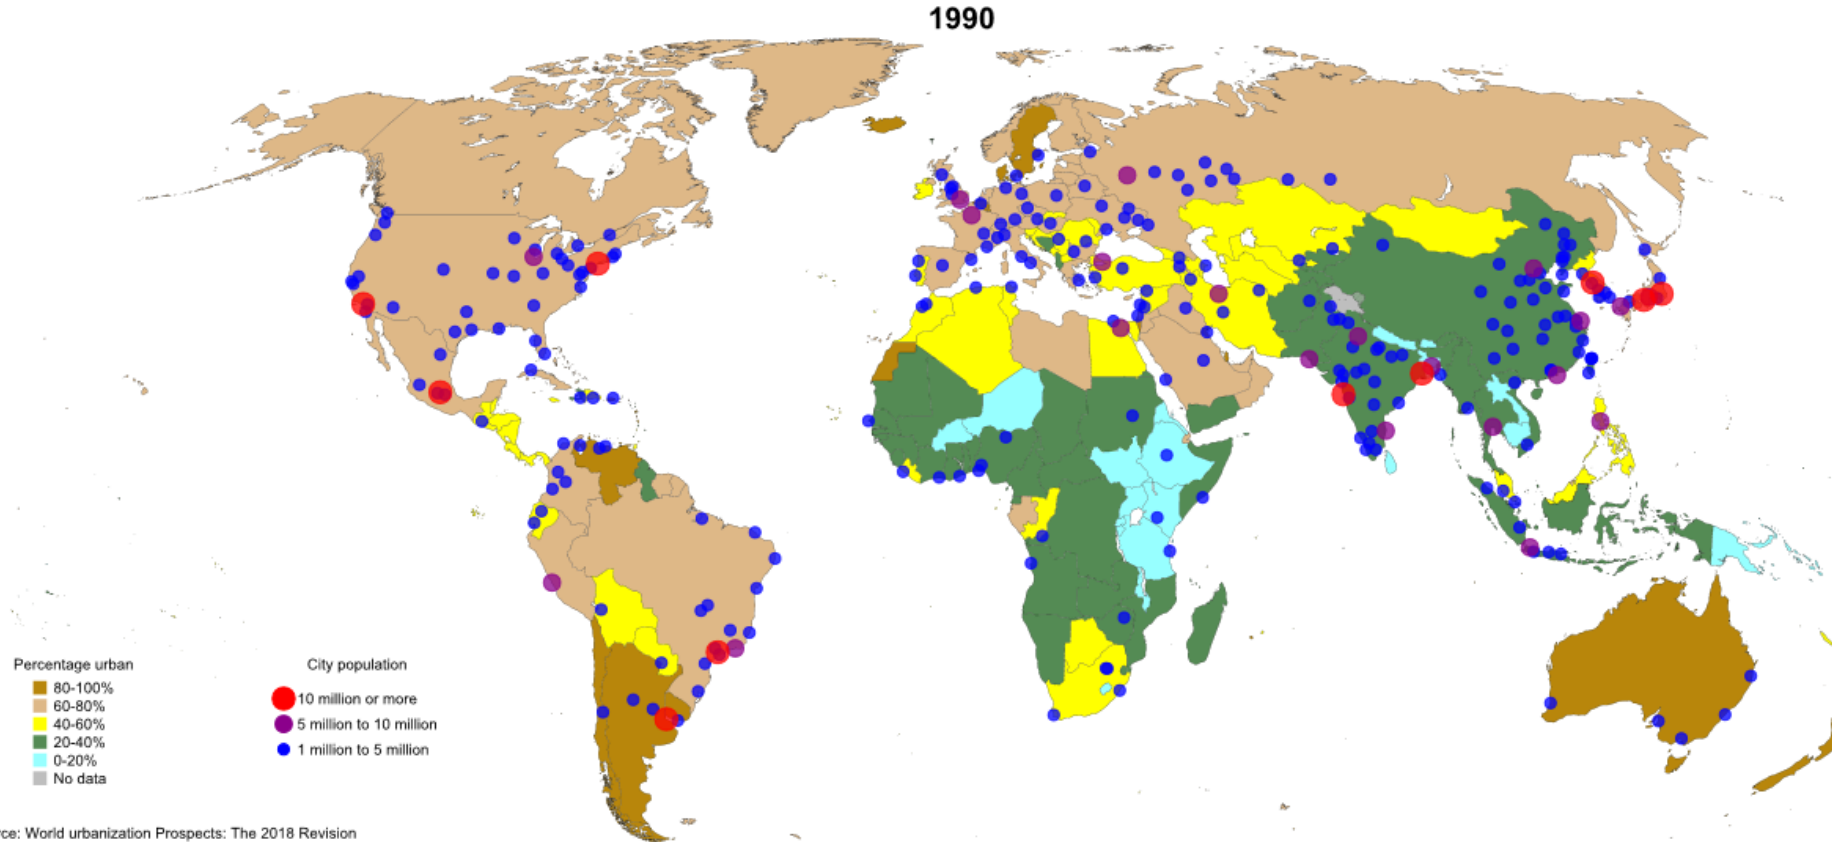 1990
Percentage urban
80-100%
60-80%
40-60%
20-40%
0-20%
No data
City population
10 million or more
5 million to 10 million
1 million to 5 million
rce: World urbanization Prospects: The 2018 Revision